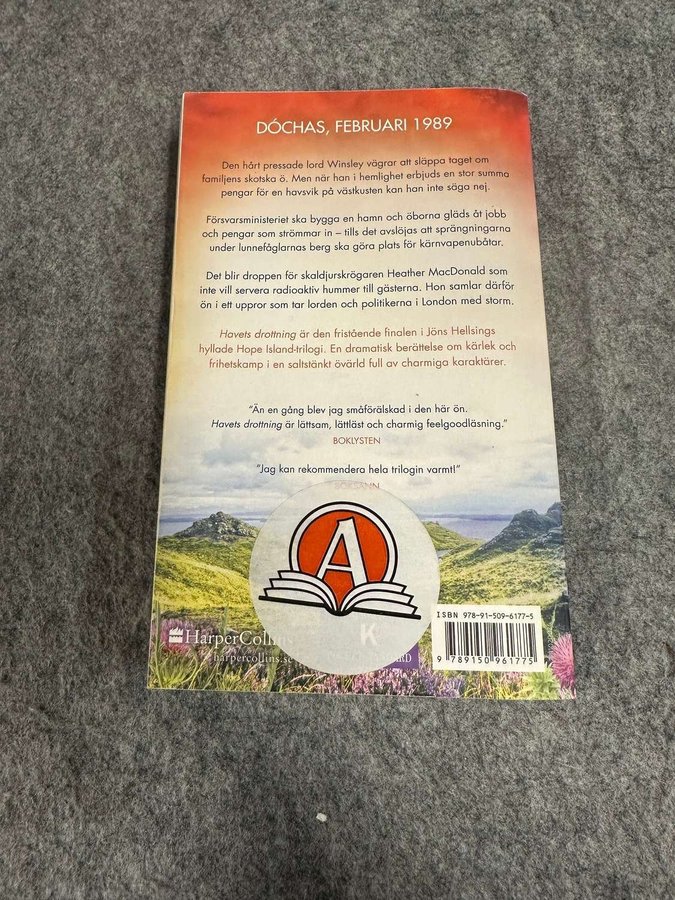 DÓCHAS, FEBRUARI 1989
Den hårt pressade lord Winsley vägrar att släppa taget om
familjens skotska ö. Men när han i hemlighet erbjuds en stor summa
pengar för en havsvik på västkusten kan han inte säga nej.
Försvarsministeriet ska bygga en hamn och öborna gläds åt jobb
och pengar som strömmar in – tills det avslöjas att sprängningarna
under lunnefåglarnas berg ska göra plats för kärnvapenubåtar.
Det blir droppen för skaldjurskrögaren Heather MacDonald som
inte vill servera radioaktiv hummer till gästerna. Hon samlar därför
ön i ett uppror som tar lorden och politikerna i London med storm.
Havets drottning är den fristående finalen i Jöns Hellsings
hyllade Hope Island-trilogi. En dramatisk berättelse om kärlek och
frihetskamp i en saltstänkt övärld full av charmiga karaktärer.
”Än en gång blev jag småförälskad i den här ön.
Havets drottning är lättsam, lättläst och charmig feelgoodläsning.”
BOKLYSTEN
”Jag kan rekommendera hela trilogin varmt!”
BOKSANN
A
K
HarperCollins
harpercollins.se
ISBN 978-91-509-6177-5
9 789150 961775